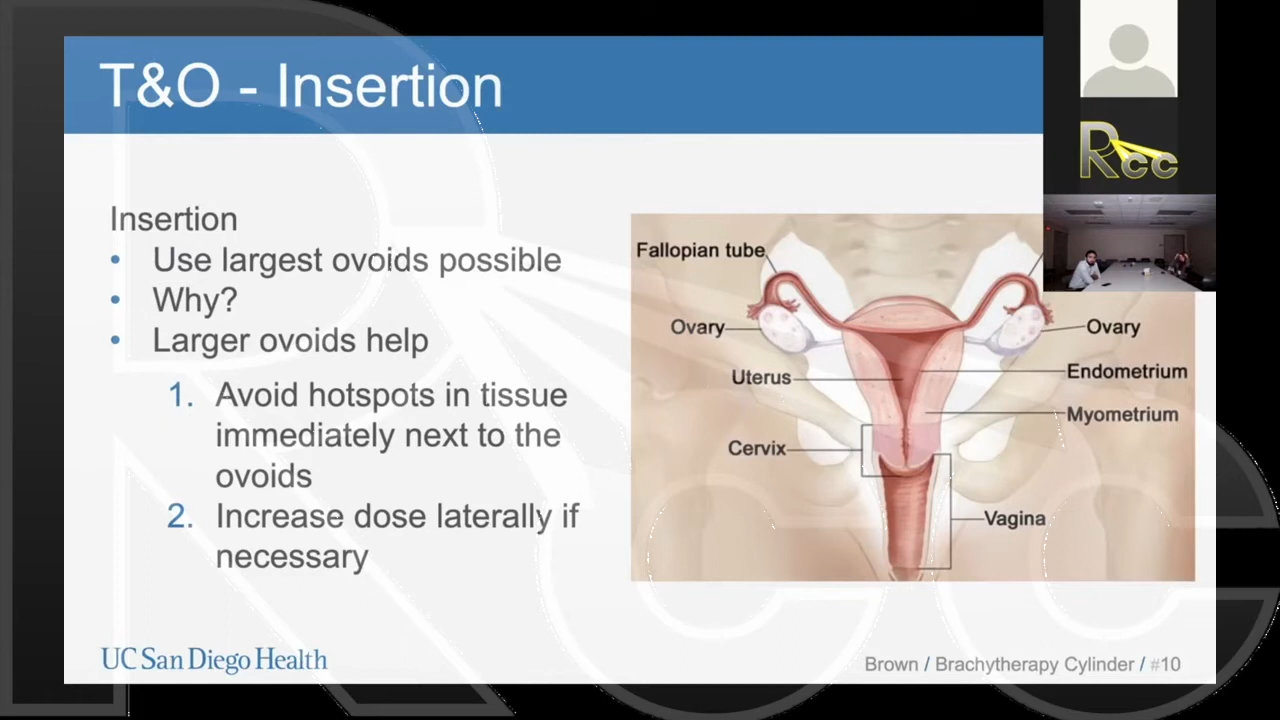 T&O - Insertion
Rcc
Insertion
• Use largest ovoids possible
• Why?
• Larger ovoids help
1. Avoid hotspots in tissue
immediately next to the
ovoids
2. Increase dose laterally if
necessary
Fallopian tube
Ovary
Ovary
Uterus
Endometrium
Myometrium
Cervix
Vagina
UC San Diego Health
Brown / Brachytherapy Cylinder / #10